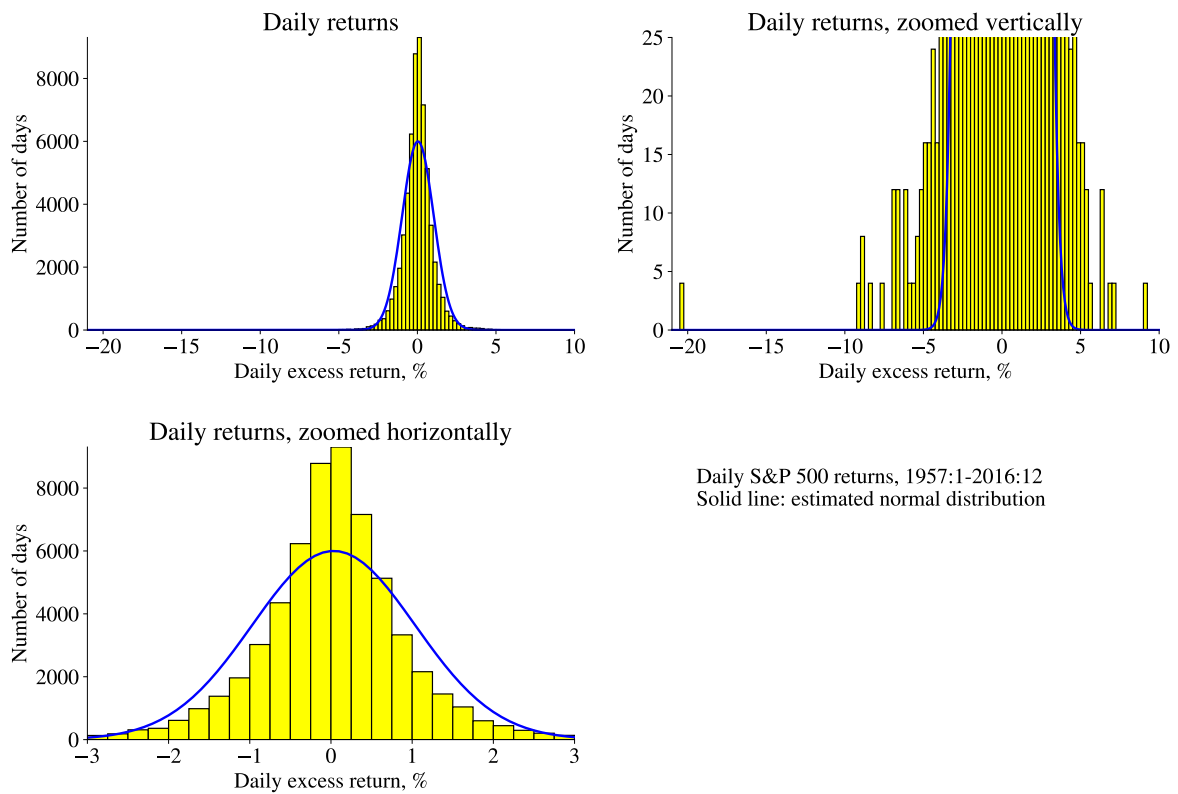 Daily returns
Number of days
8000
6000
4000
2000
0
−20 −15 −10 −5 0 5 10
Daily excess return, %
Daily returns, zoomed vertically
Number of days
25
20
15
10
5
0
−20 −15 −10 −5 0 5 10
Daily excess return, %
Daily returns, zoomed horizontally
Number of days
8000
6000
4000
2000
0
−3 −2 −1 0 1 2 3
Daily excess return, %
Daily S&P 500 returns, 1957:1-2016:12
Solid line: estimated normal distribution